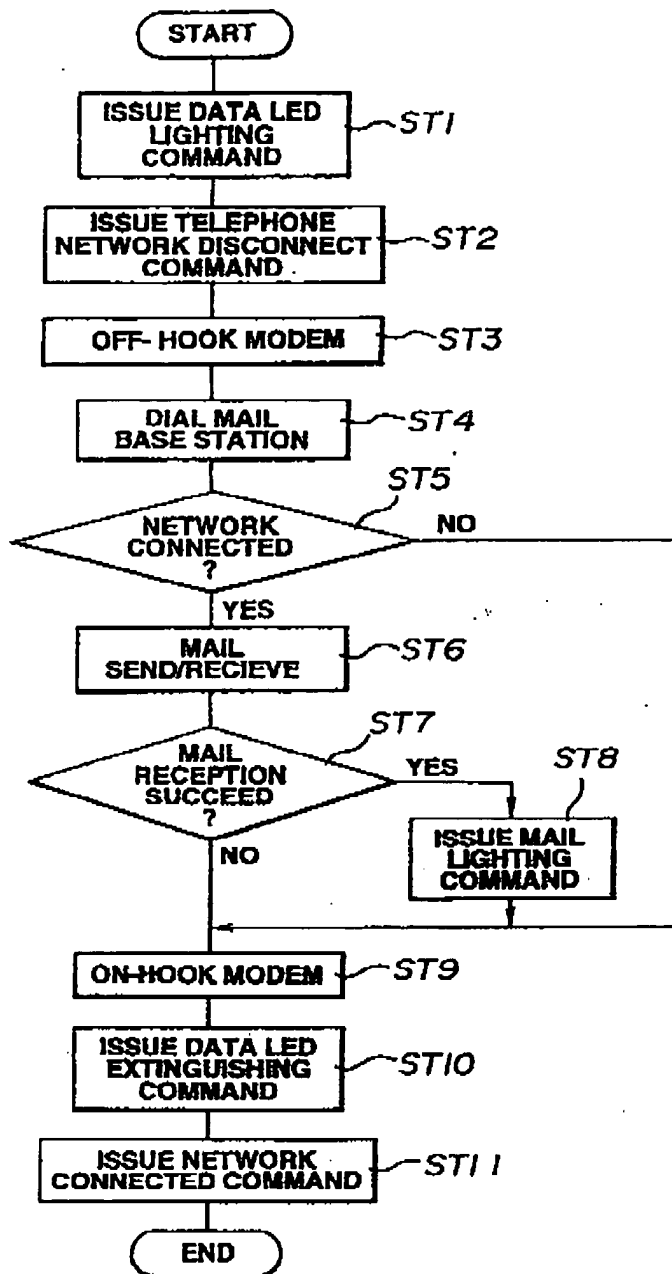 START
ISSUE DATA LED
LIGHTING
COMMAND
ST1
ISSUE TELEPHONE
NETWORK DISCONNECT
COMMAND
ST2
OFF-HOOK MODEM
ST3
DIAL MAIL
BASE STATION
ST4
ST5
NETWORK
CONNECTED
?
NO
YES
MAIL
SEND/RECIEVE
ST6
ST7
MAIL
RECEPTION
SUCCEED
?
YES
NO
ST8
ISSUE MAIL
LIGHTING
COMMAND
ON-HOOK MODEM
ST9
ISSUE DATA LED
EXTINGUISHING
COMMAND
ST10
ISSUE NETWORK
CONNECTED COMMAND
ST11
END